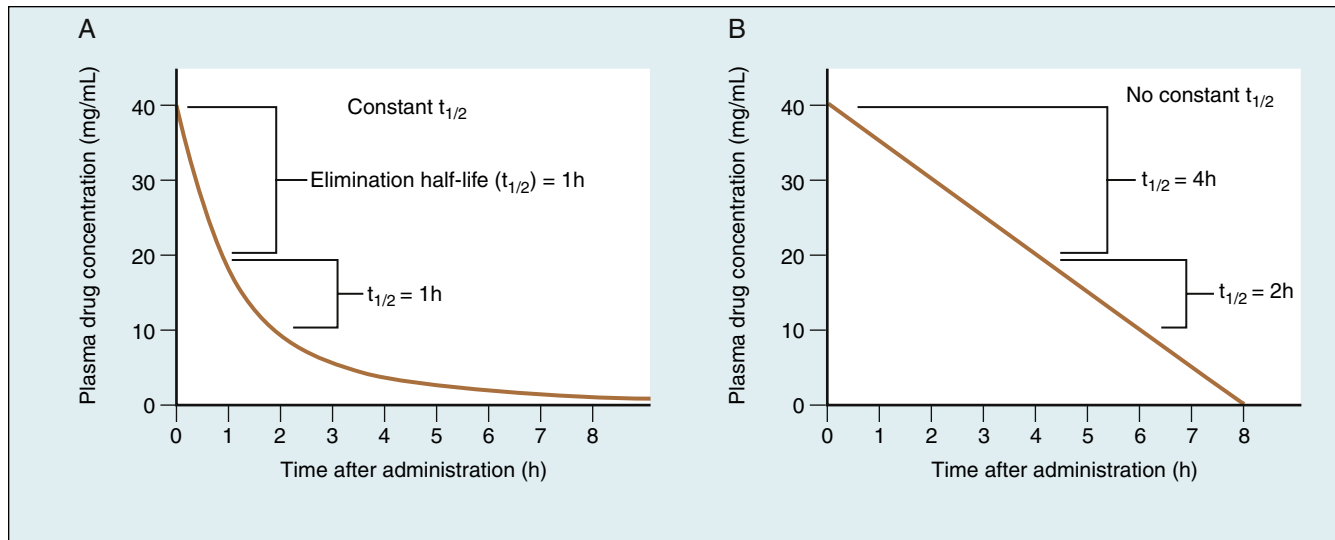 A
Plasma drug concentration (mg/mL)
40
30
20
10
0
Constant t1/2
Elimination half-life (t1/2) = 1h
t1/2 = 1h
0 1 2 3 4 5 6 7 8
Time after administration (h)
B
Plasma drug concentration (mg/mL)
40
30
20
10
0
No constant t1/2
t1/2 = 4h
t1/2 = 2h
0 1 2 3 4 5 6 7 8
Time after administration (h)